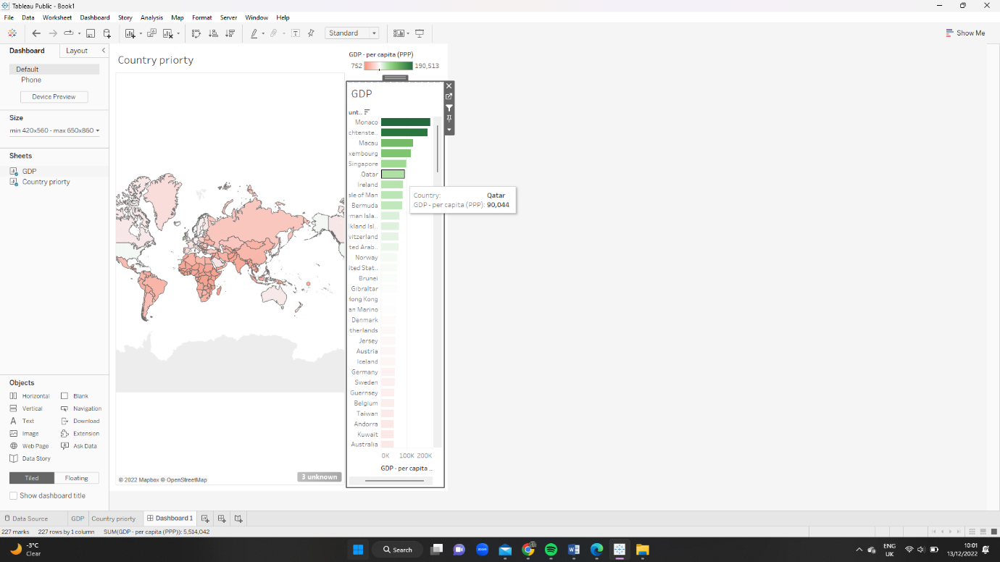 Tableau Public - Book1
File Data Worksheet Dashboard Story Analysis Map Format Server Window Help
Standard
Show Me
Dashboard Layout
Default
Phone
Device Preview
Size
min 420x560 - max 650x860
Sheets
GDP
Country priorty
Objects
Horizontal Blank
Vertical Navigation
Text Download
Image Extension
Web Page Ask Data
Data Story
Tiled Floating
Show dashboard title
Country priorty
© 2022 Mapbox © OpenStreetMap
3 unknown
GDP - per capita (PPP)
752 190,513
GDP
unt..
Monaco
chtenste..
Macau
xembourg
Singapore
Qatar
Ireland
sle of Man
Bermuda
man Isla..
lkland Isl..
vitzerland
ted Arab..
Norway
ited Stat..
Brunei
Gibraltar
Hong Kong
an Marino
Denmark
therlands
Jersey
Austria
Iceland
Germany
Sweden
Guernsey
Belgium
Taiwan
Andorra
Kuwait
Australia
0K 100K 200K
GDP - per capita ..
Country: Qatar
GDP - per capita (PPP): 90,044
Data Source GDP Country priorty Dashboard 1
227 marks 227 rows by 1 column SUM(GDP - per capita (PPP)): 5,514,042
-3°C
Clear
Search
zoom
ENG
UK
10:01
13/12/2022